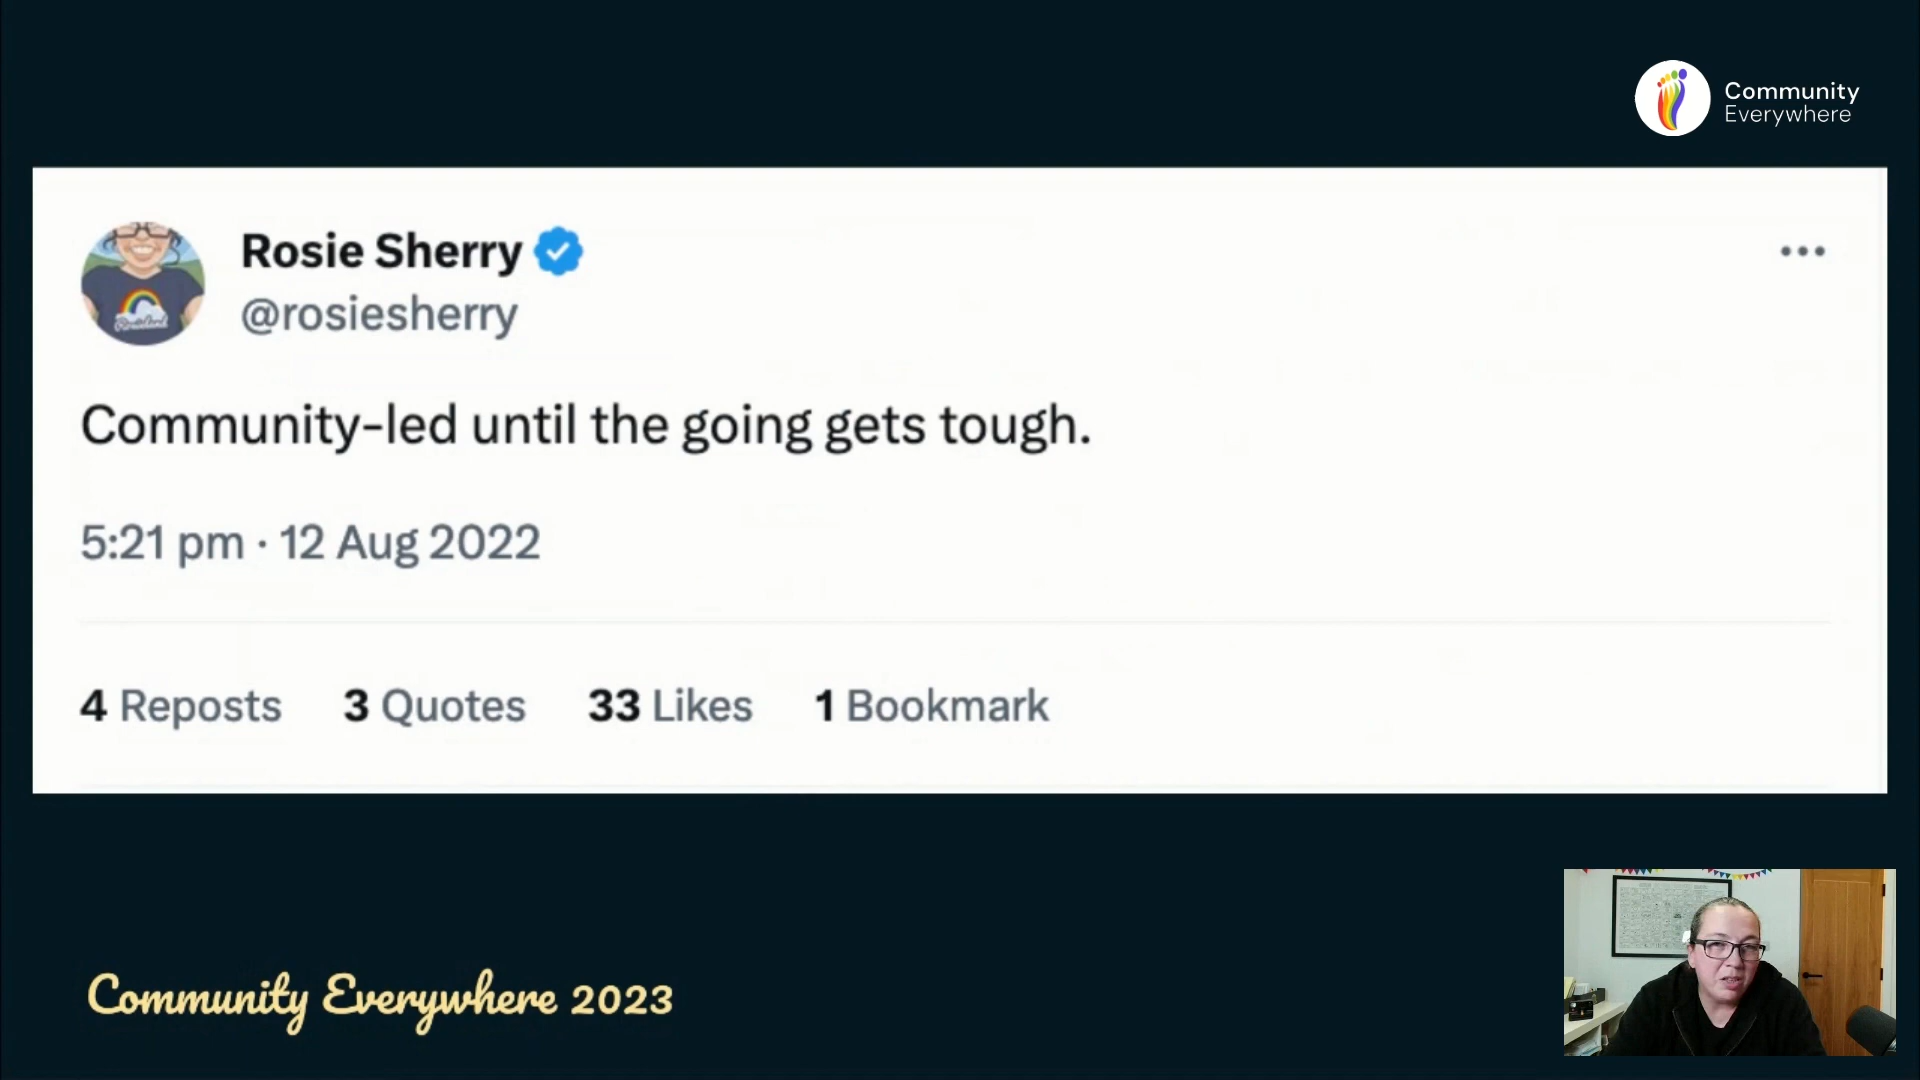 Community
Everywhere
Rosie Sherry
@rosiesherry
Community-led until the going gets tough.
5:21 pm · 12 Aug 2022
4 Reposts 3 Quotes 33 Likes 1 Bookmark
Community Everywhere 2023